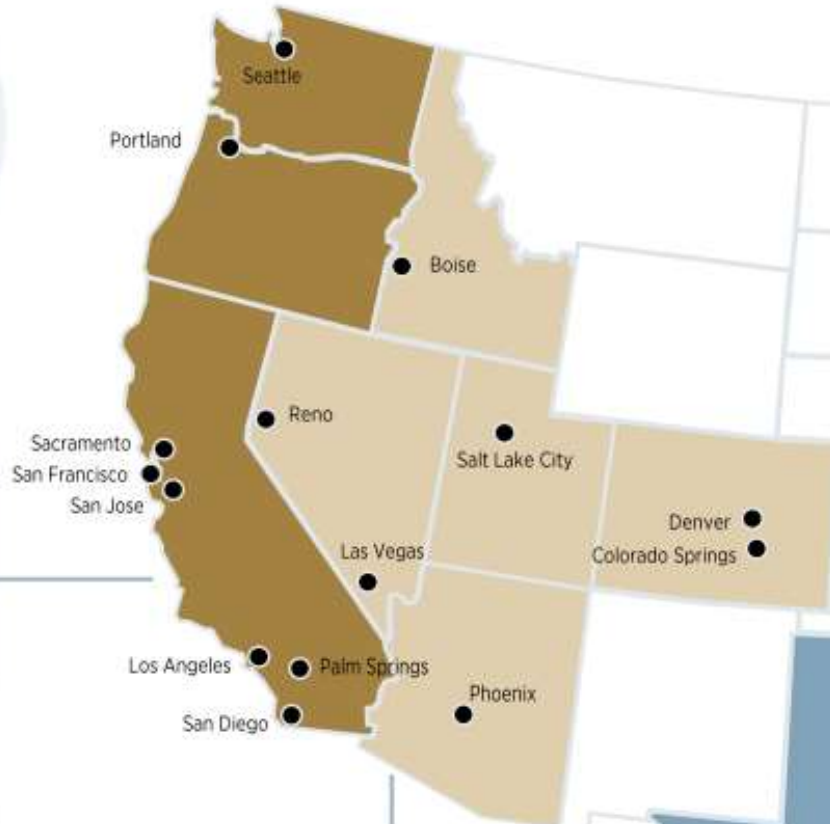 Seattle
Portland
Boise
Reno
Sacramento
Salt Lake City
San Francisco
San Jose
Denver
Las Vegas
Colorado Springs
Los Angeles
Palm Springs
Phoenix
San Diego